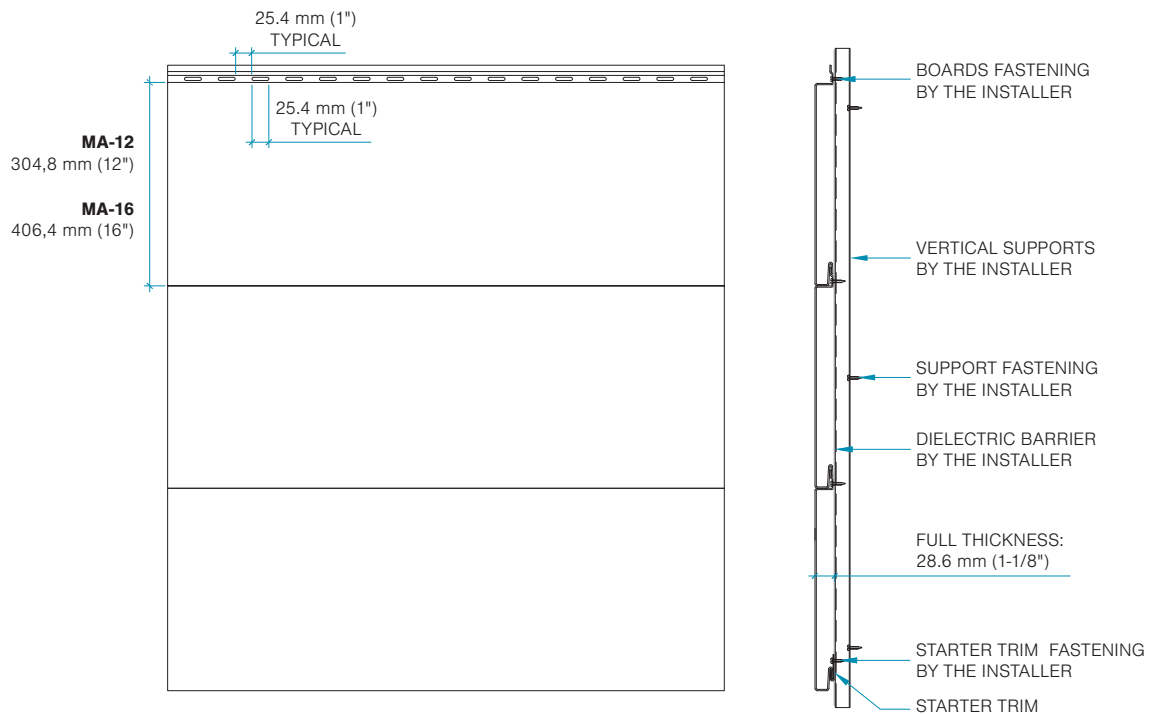 25.4 mm (1")
TYPICAL
25.4 mm (1")
TYPICAL
MA-12
304,8 mm (12")
MA-16
406,4 mm (16")
BOARDS FASTENING
BY THE INSTALLER
VERTICAL SUPPORTS
BY THE INSTALLER
SUPPORT FASTENING
BY THE INSTALLER
DIELECTRIC BARRIER
BY THE INSTALLER
FULL THICKNESS:
28.6 mm (1-1/8")
STARTER TRIM FASTENING
BY THE INSTALLER
STARTER TRIM